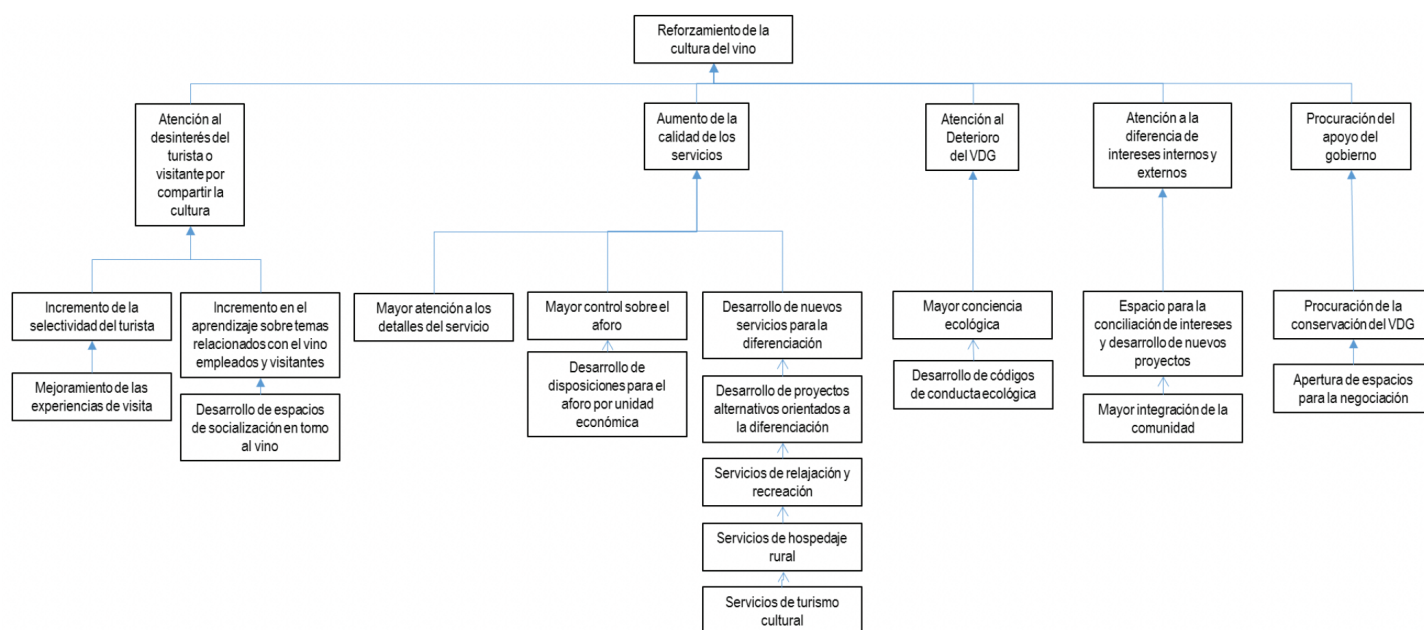 Reforzamiento de la
cultura del vino
Atención al
desinterés del
turista o
visitante por
compartir la
cultura
Aumento de la
calidad de los
servicios
Atención al
Deterioro
del VDG
Atención a la
diferencia de
intereses internos y
externos
Procuración del
apoyo del
gobierno
Incremento de la
selectividad del turista
Incremento en el
aprendizaje sobre temas
relacionados con el vino
empleados y visitantes
Mayor atención a los
detalles del servicio
Mayor control sobre el
aforo
Desarrollo de nuevos
servicios para la
diferenciación
Mayor conciencia
ecológica
Espacio para la
conciliación de intereses
y desarrollo de nuevos
proyectos
Procuración de la
conservación del VDG
Mejoramiento de las
experiencias de visita
Desarrollo de espacios
de socialización en torno
al vino
Desarrollo de
disposiciones para el
aforo por unidad
económica
Desarrollo de proyectos
alternativos orientados a
la diferenciación
Desarrollo de códigos
de conducta ecológica
Mayor integración de la
comunidad
Apertura de espacios
para la negociación
Servicios de relajación y
recreación
Servicios de hospedaje
rural
Servicios de turismo
cultural